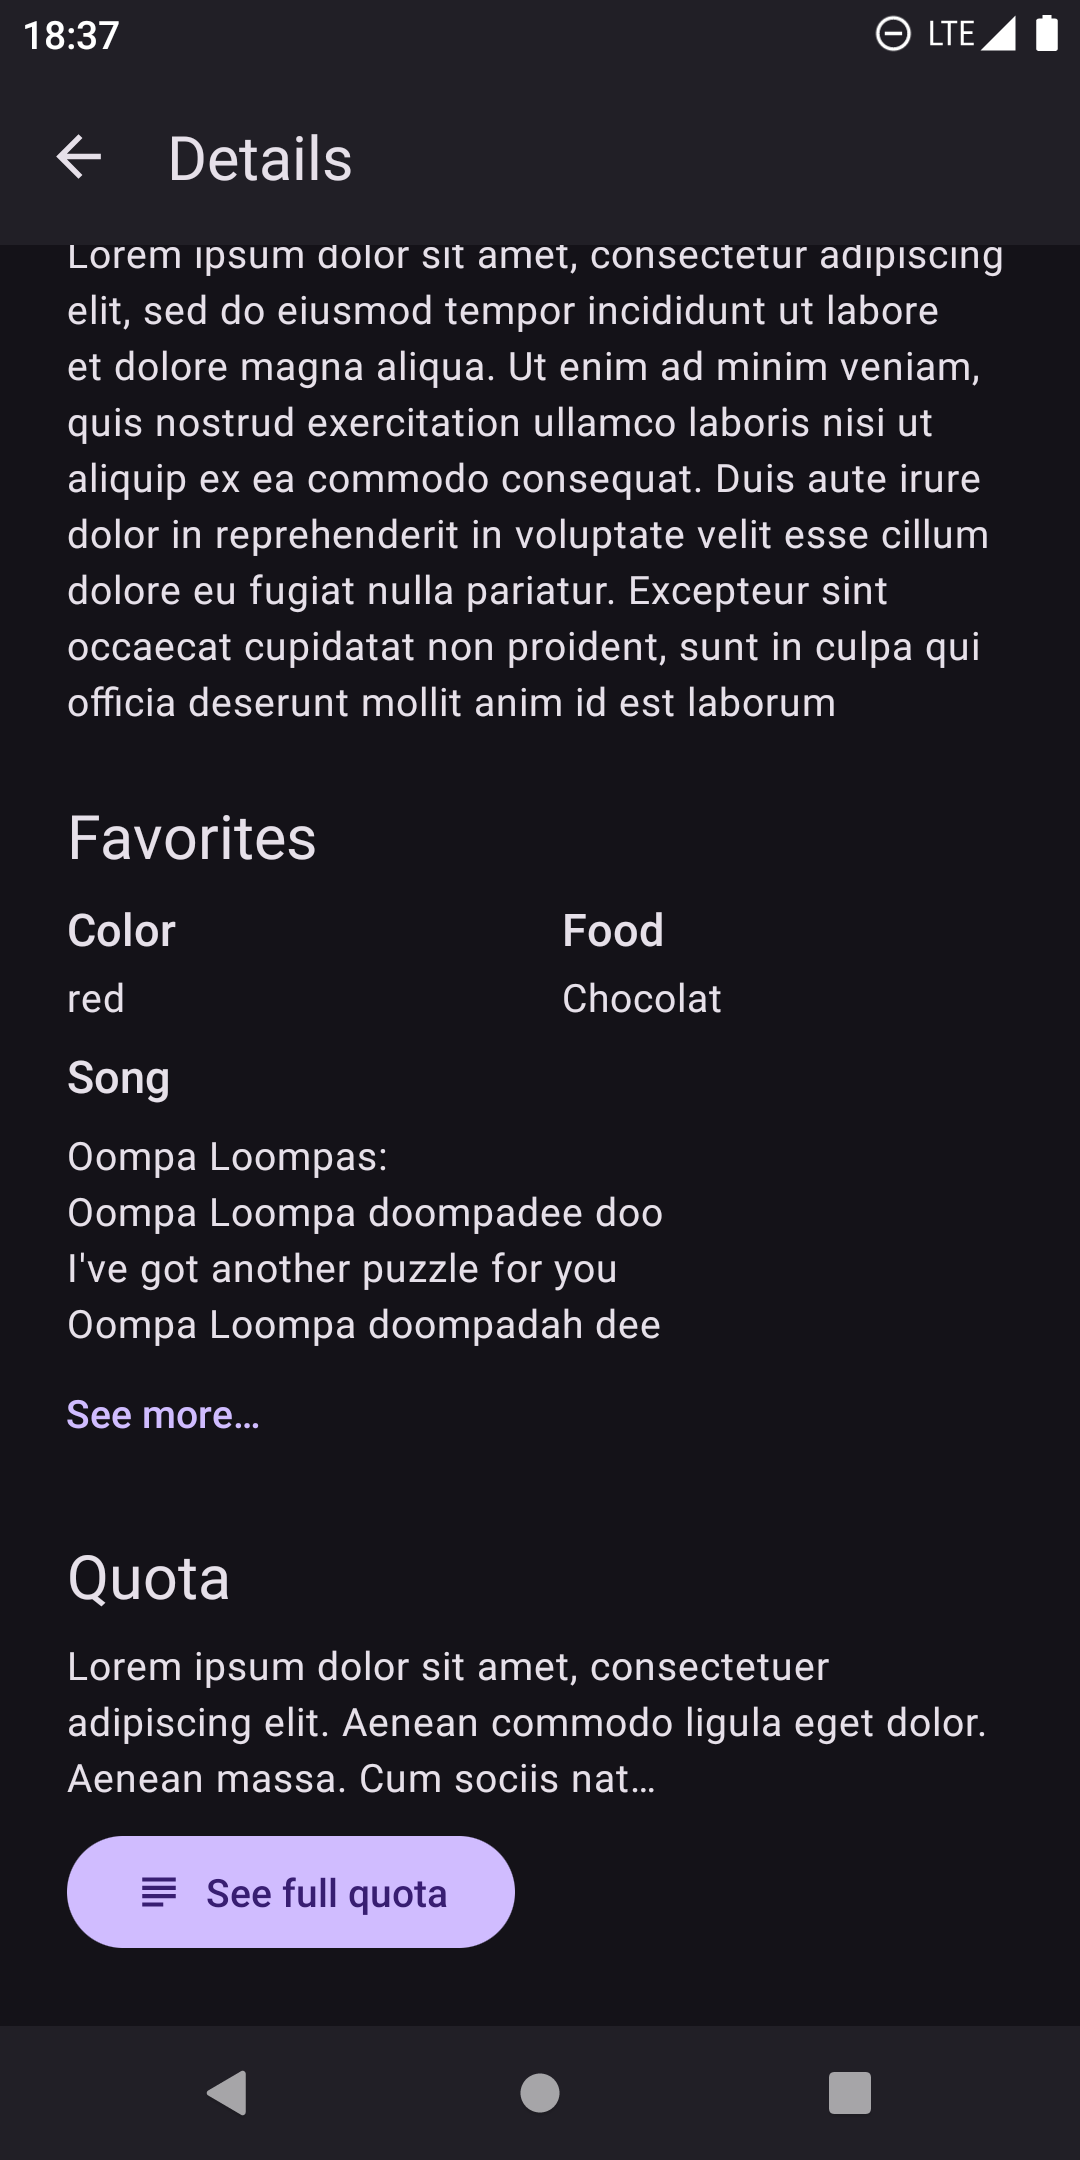 18:37
LTE
Details
Lorem ipsum dolor sit amet, consectetur adipiscing
elit, sed do eiusmod tempor incididunt ut labore
et dolore magna aliqua. Ut enim ad minim veniam,
quis nostrud exercitation ullamco laboris nisi ut
aliquip ex ea commodo consequat. Duis aute irure
dolor in reprehenderit in voluptate velit esse cillum
dolore eu fugiat nulla pariatur. Excepteur sint
occaecat cupidatat non proident, sunt in culpa qui
officia deserunt mollit anim id est laborum
Favorites
Color
red
Food
Chocolat
Song
Oompa Loompas:
Oompa Loompa doompadee doo
I've got another puzzle for you
Oompa Loompa doompadah dee
See more…
Quota
Lorem ipsum dolor sit amet, consectetuer
adipiscing elit. Aenean commodo ligula eget dolor.
Aenean massa. Cum sociis nat…
See full quota